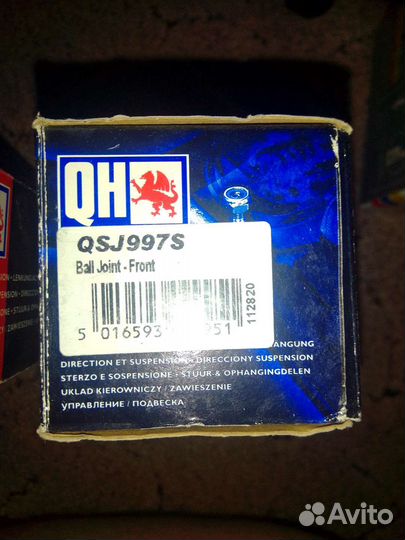 QH
QSJ997S
Ball Joint - Front
5 016593 951
112820
DIRECTION ET SUSPENSION • DIRECCIONY SUSPENSION
STERZO E SOSPENSIONE • STUUR & OPHANGINGDELEN
UKLAD KIEROWNICZY / ZAWIESZENIE
УПРАВЛЕНИЕ / ПОДВЕСКА
Avito